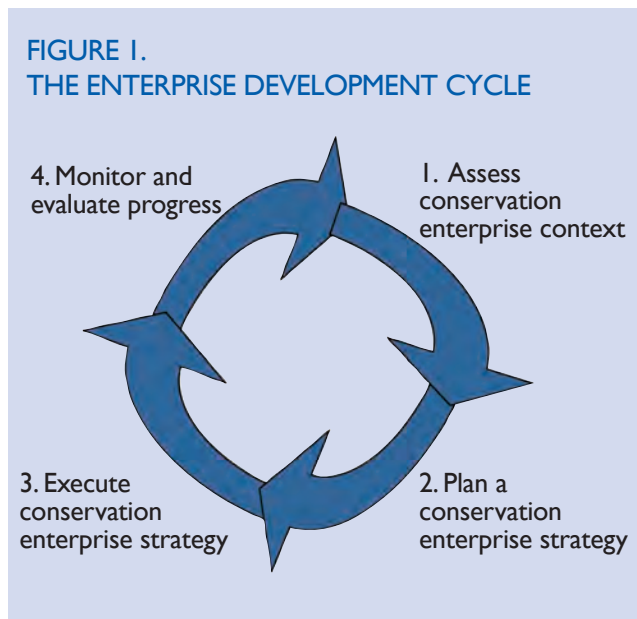 FIGURE 1.
THE ENTERPRISE DEVELOPMENT CYCLE
1. Assess
conservation
enterprise context
2. Plan a
conservation
enterprise strategy
3. Execute
conservation
enterprise strategy
4. Monitor and
evaluate progress